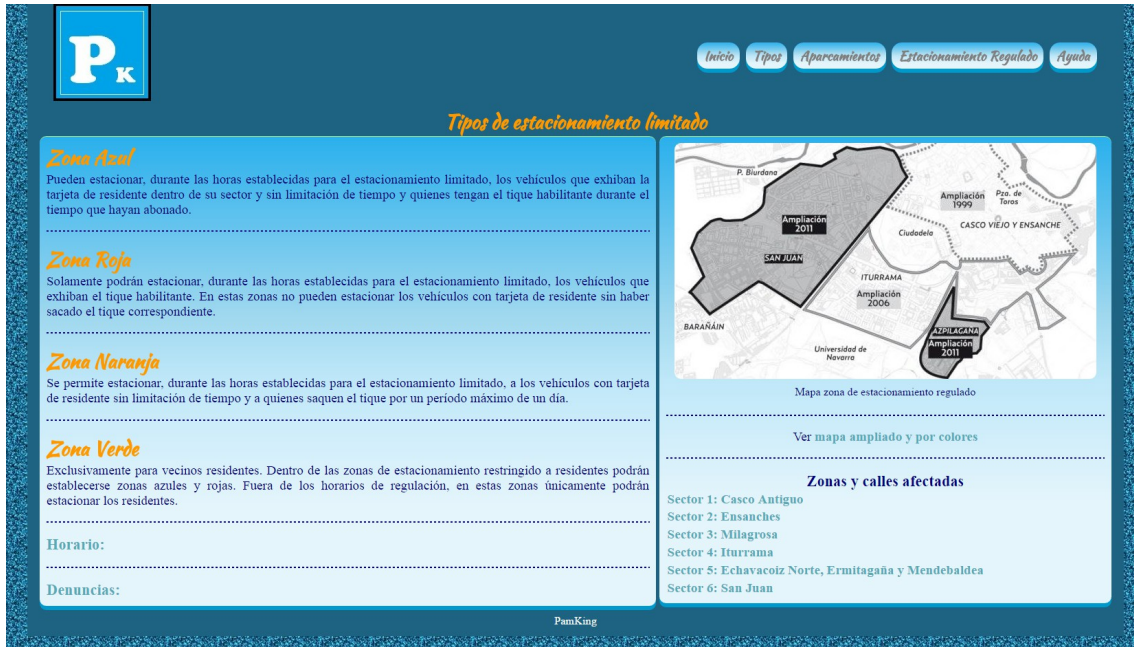 PK
Inicio Tipos Aparcamientos Estacionamiento Regulado Ayuda
Tipos de estacionamiento limitado
Zona Azul
Pueden estacionar, durante las horas establecidas para el estacionamiento limitado, los vehículos que exhiban la
tarjeta de residente dentro de su sector y sin limitación de tiempo y quienes tengan el tique habilitante durante el
tiempo que hayan abonado.
Zona Roja
Solamente podrán estacionar, durante las horas establecidas para el estacionamiento limitado, los vehículos que
exhiban el tique habilitante. En estas zonas no pueden estacionar los vehículos con tarjeta de residente sin haber
sacado el tique correspondiente.
Zona Naranja
Se permite estacionar, durante las horas establecidas para el estacionamiento limitado, a los vehículos con tarjeta
de residente sin limitación de tiempo y a quienes saquen el tique por un período máximo de un día.
Zona Verde
Exclusivamente para vecinos residentes. Dentro de las zonas de estacionamiento restringido a residentes podrán
establecerse zonas azules y rojas. Fuera de los horarios de regulación, en estas zonas únicamente podrán
estacionar los residentes.
Horario:
Denuncias:
P. Biurdana
Ampliación
2011
SAN JUAN
Ampliación
1999
Pza. de
Toros
Ciudadela
CASCO VIEJO Y ENSANCHE
ITURRAMA
Ampliación
2006
BARAÑÁIN
Universidad de
Navarra
AZPILAGAÑA
Ampliación
2011
Mapa zona de estacionamiento regulado
Ver mapa ampliado y por colores
Zonas y calles afectadas
Sector 1: Casco Antiguo
Sector 2: Ensanches
Sector 3: Milagrosa
Sector 4: Iturrama
Sector 5: Echavacoiz Norte, Ermitagaña y Mendebaldea
Sector 6: San Juan
PamKing